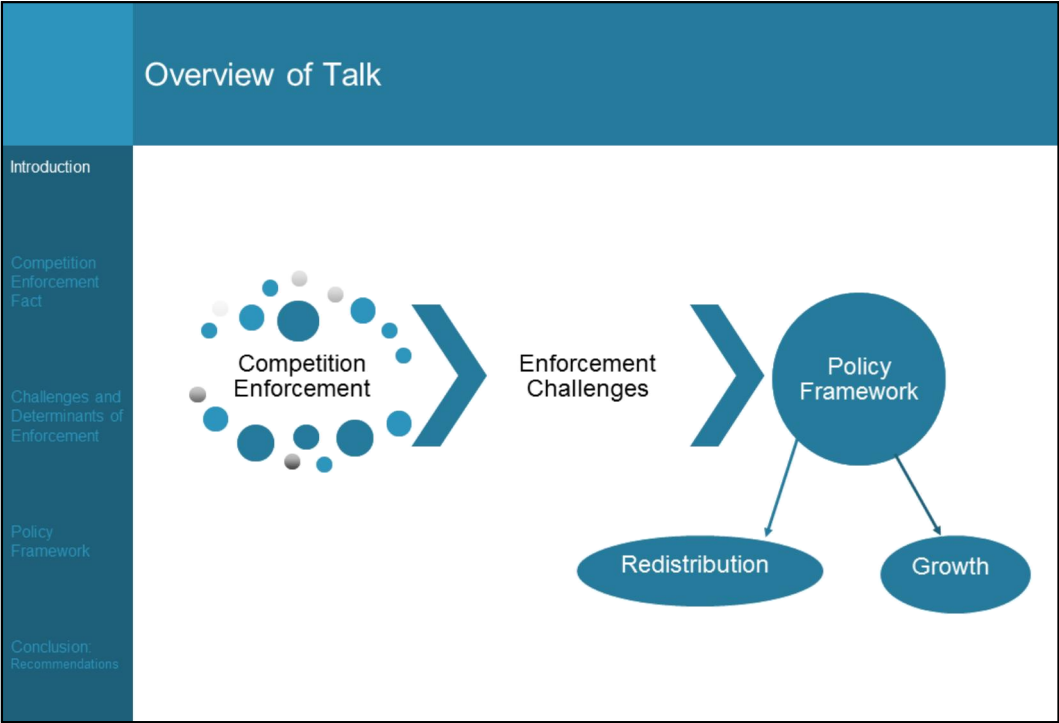 Overview of Talk
Introduction
Competition
Enforcement
Fact
Challenges and
Determinants of
Enforcement
Policy
Framework
Conclusion:
Recommendations
Competition
Enforcement
Enforcement
Challenges
Policy
Framework
Redistribution
Growth